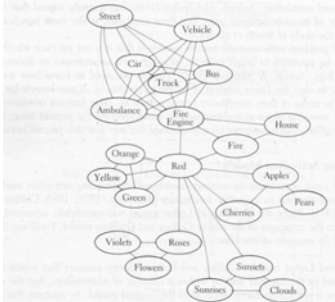 Street
Vehicle
Car
Bus
Truck
Ambulance
Fire
Engine
House
Fire
Orange
Red
Apples
Yellow
Green
Cherries
Pears
Violets
Roses
Flowers
Sunsets
Sunrises
Clouds